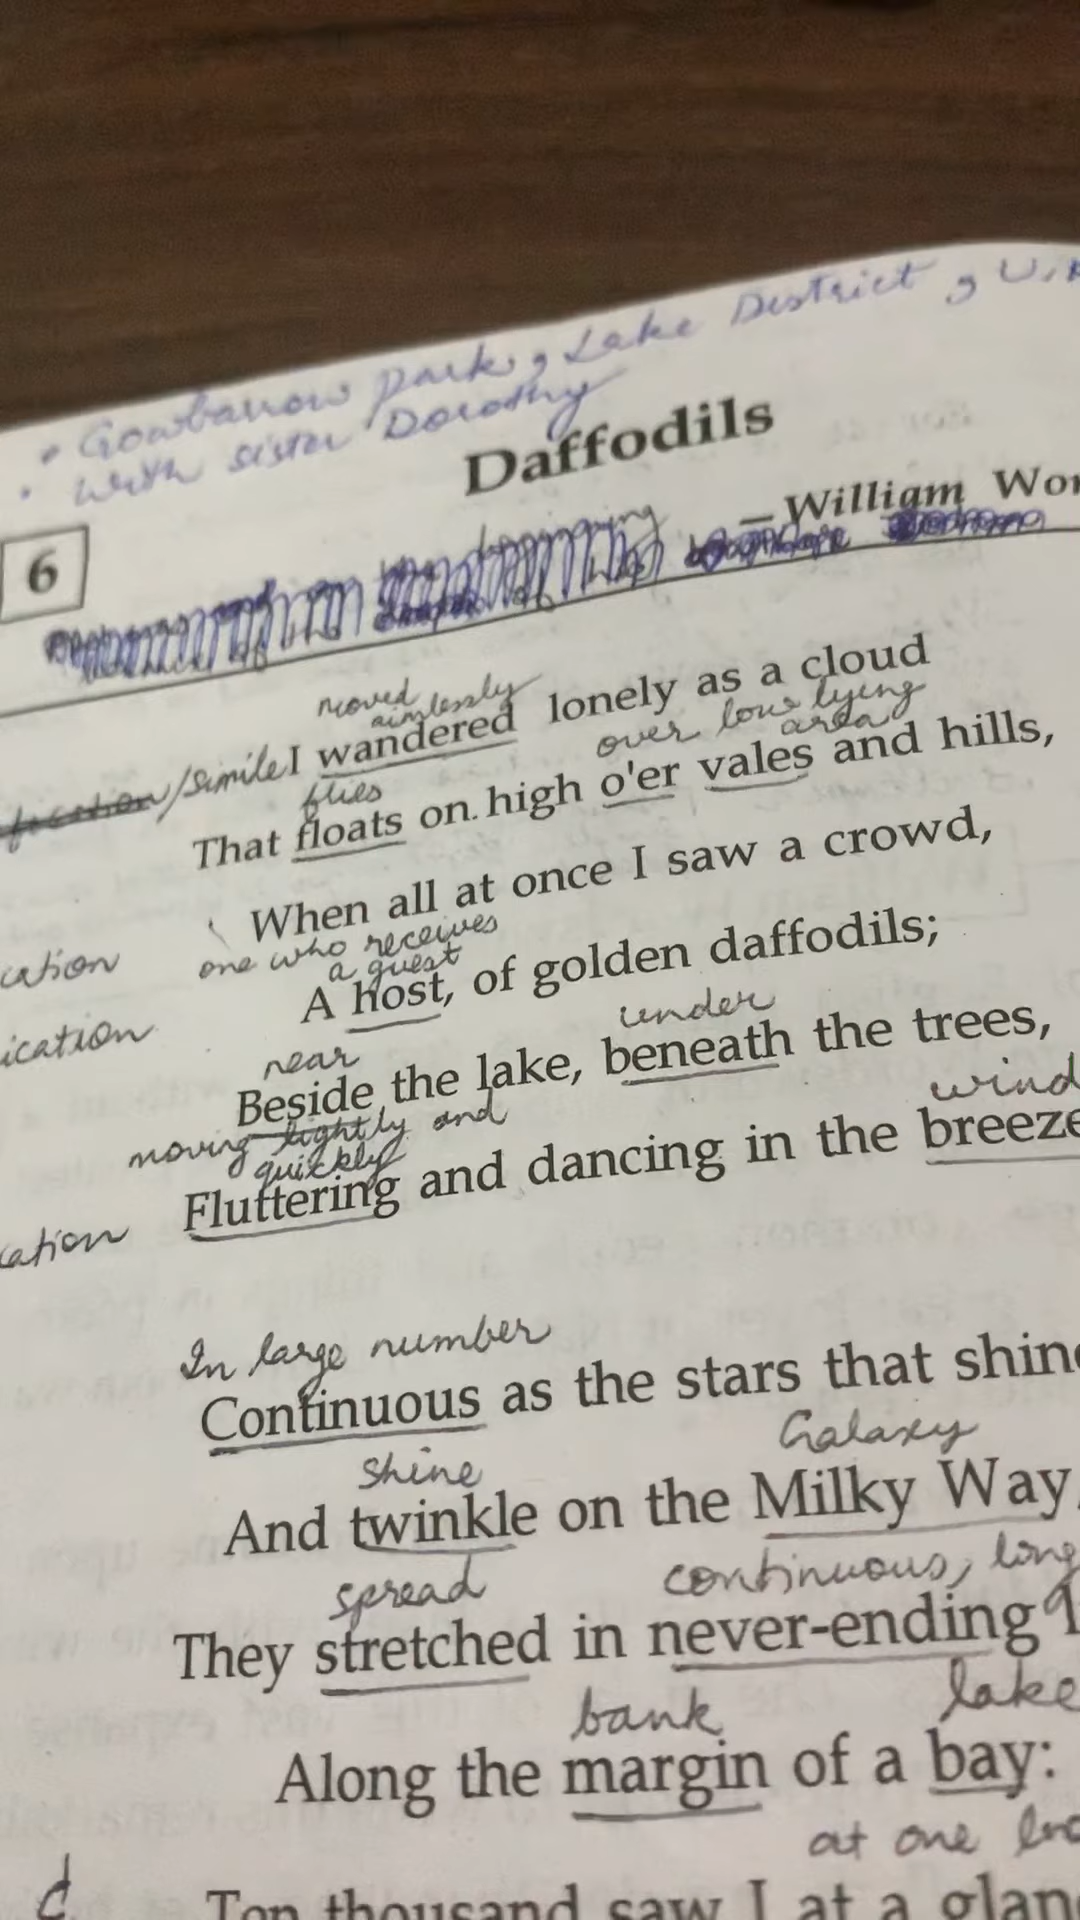 • Gowbarrow park, Lake District, U.K
• with sister Dorothy
Daffodils
6
— William Wor
moved aimlessly
/Simile I wandered lonely as a cloud
flies over low lying area
That floats on high o'er vales and hills,
When all at once I saw a crowd,
cation one who receives a guest
A host, of golden daffodils;
ication near under
Beside the lake, beneath the trees,
moving lightly and quickly wind
cation Fluttering and dancing in the breeze
In large number
Continuous as the stars that shine
shine Galaxy
And twinkle on the Milky Way,
spread continuous, long
They stretched in never-ending l
bank lake
Along the margin of a bay:
at one
Ten thousand saw I at a glan